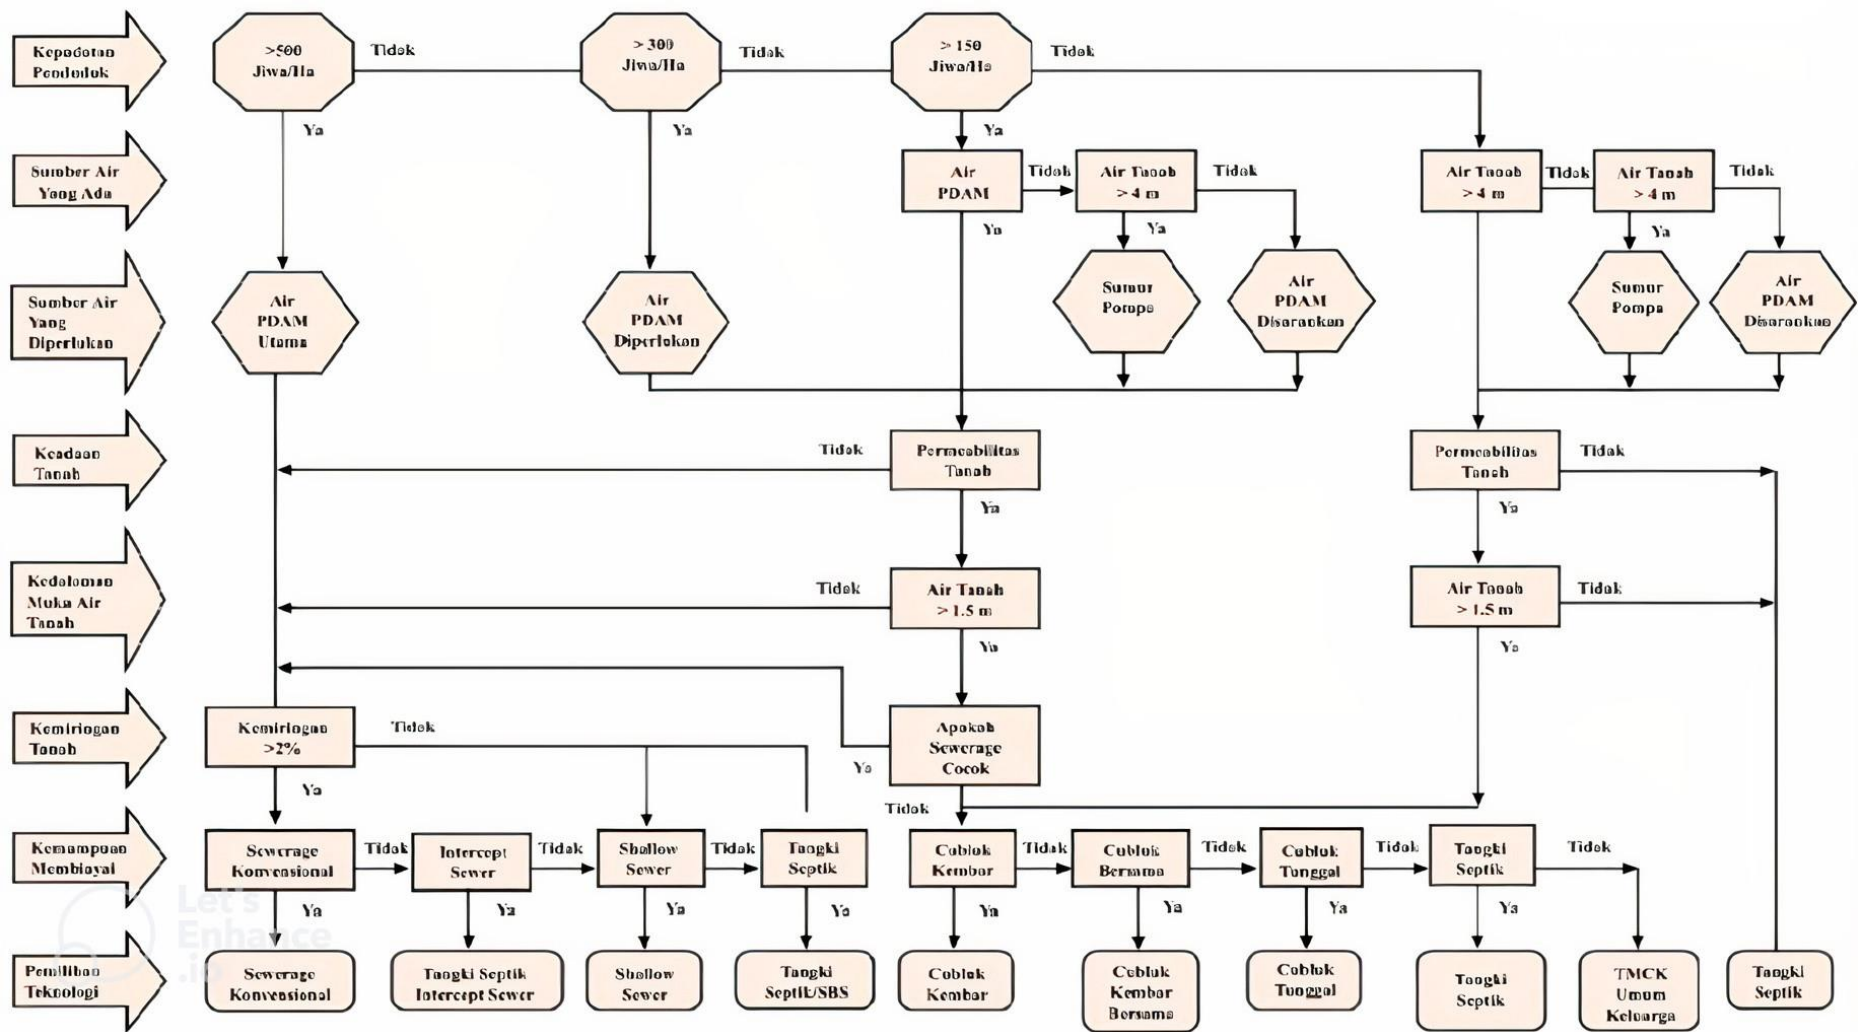 Kepadatan
Penduduk
>500
Jiwa/Ha
Tidak
> 300
Jiwa/Ha
Tidak
> 150
Jiwa/Ha
Tidak
Ya
Ya
Ya
Sumber Air
Yang Ada
Air
PDAM
Tidak
Air Tanah
> 4 m
Tidak
Air Tanah
> 4 m
Tidak
Air Tanah
> 4 m
Tidak
Ya
Ya
Ya
Sumber Air
Yang
Diperlukan
Air
PDAM
Utama
Air
PDAM
Diperlukan
Sumur
Pompa
Air
PDAM
Disarankan
Sumur
Pompa
Air
PDAM
Disarankan
Keadaan
Tanah
Tidak
Permeabilitas
Tanah
Permeabilitas
Tanah
Tidak
Ya
Ya
Kedalaman
Muka Air
Tanah
Tidak
Air Tanah
> 1.5 m
Air Tanah
> 1.5 m
Tidak
Ya
Ya
Kemiringan
Tanah
Kemiringan
>2%
Tidak
Apakah
Sewerage
Cocok
Ya
Ya
Tidak
Kemampuan
Membiayai
Sewerage
Konvensional
Tidak
Intercept
Sewer
Tidak
Shallow
Sewer
Tidak
Tangki
Septik
Cubluk
Kembar
Tidak
Cubluk
Bersama
Tidak
Cubluk
Tunggal
Tidak
Tangki
Septik
Tidak
Ya
Ya
Ya
Ya
Ya
Ya
Ya
Ya
Pemilihan
Teknologi
Sewerage
Konvensional
Tangki Septik
Intercept Sewer
Shallow
Sewer
Tangki
Septik/SBS
Cubluk
Kembar
Cubluk
Kembar
Bersama
Cubluk
Tunggal
Tangki
Septik
TMCK
Umum
Keluarga
Tangki
Septik
Let's
Enhance
.io